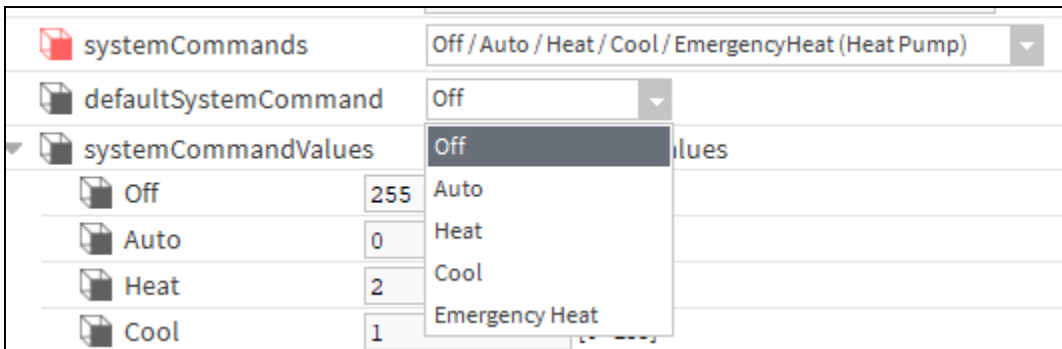 systemCommands Off / Auto / Heat / Cool / EmergencyHeat (Heat Pump)
defaultSystemCommand Off
systemCommandValues Off lues
Off 255 Auto
Auto 0 Heat
Heat 2 Cool
Cool 1 Emergency Heat